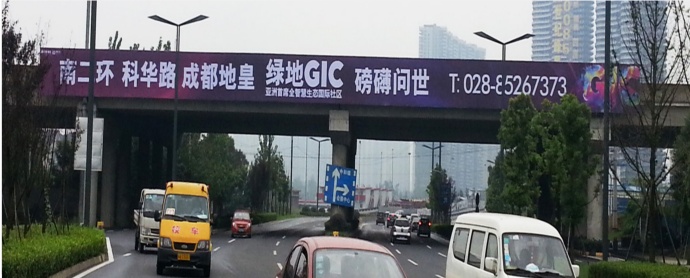 南二环 科华路 成都地皇 绿地GIC 磅礴问世 T: 028-85267373
亚洲首席全智慧生态国际社区